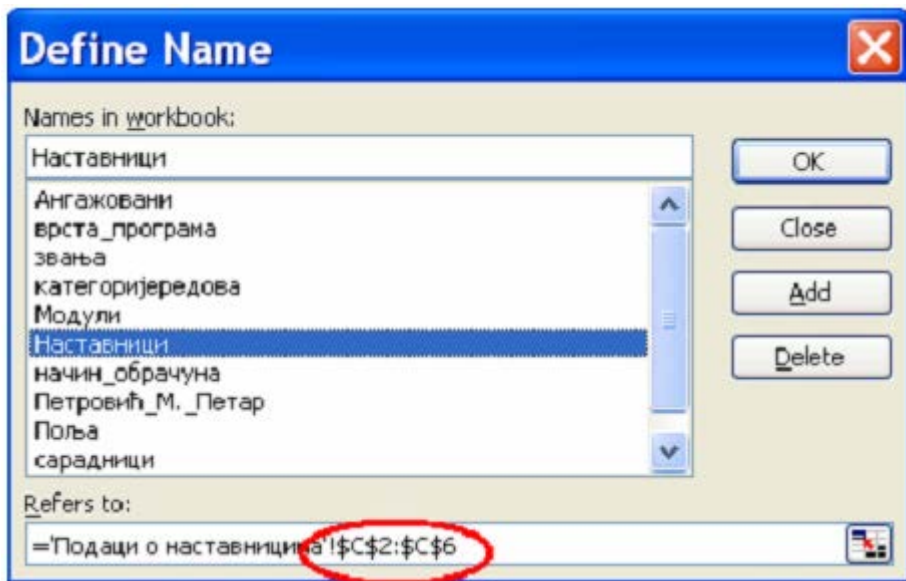 Define Name
Names in workbook:
Наставници
OK
Ангажовани
врста_програма
звања
Close
категоријередова
Add
Модули
Наставници
Delete
начин_обрачуна
Петровић_М._Петар
Поља
сарадници
Refers to:
='Подаци о наставницима'!$C$2:$C$6